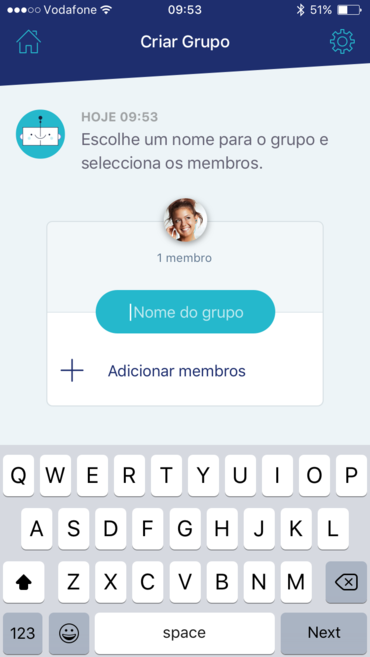 Vodafone 09:53 51%
Criar Grupo
HOJE 09:53
Escolhe um nome para o grupo e
selecciona os membros.
1 membro
Nome do grupo
Adicionar membros
Q W E R T Y U I O P
A S D F G H J K L
Z X C V B N M
123 space Next